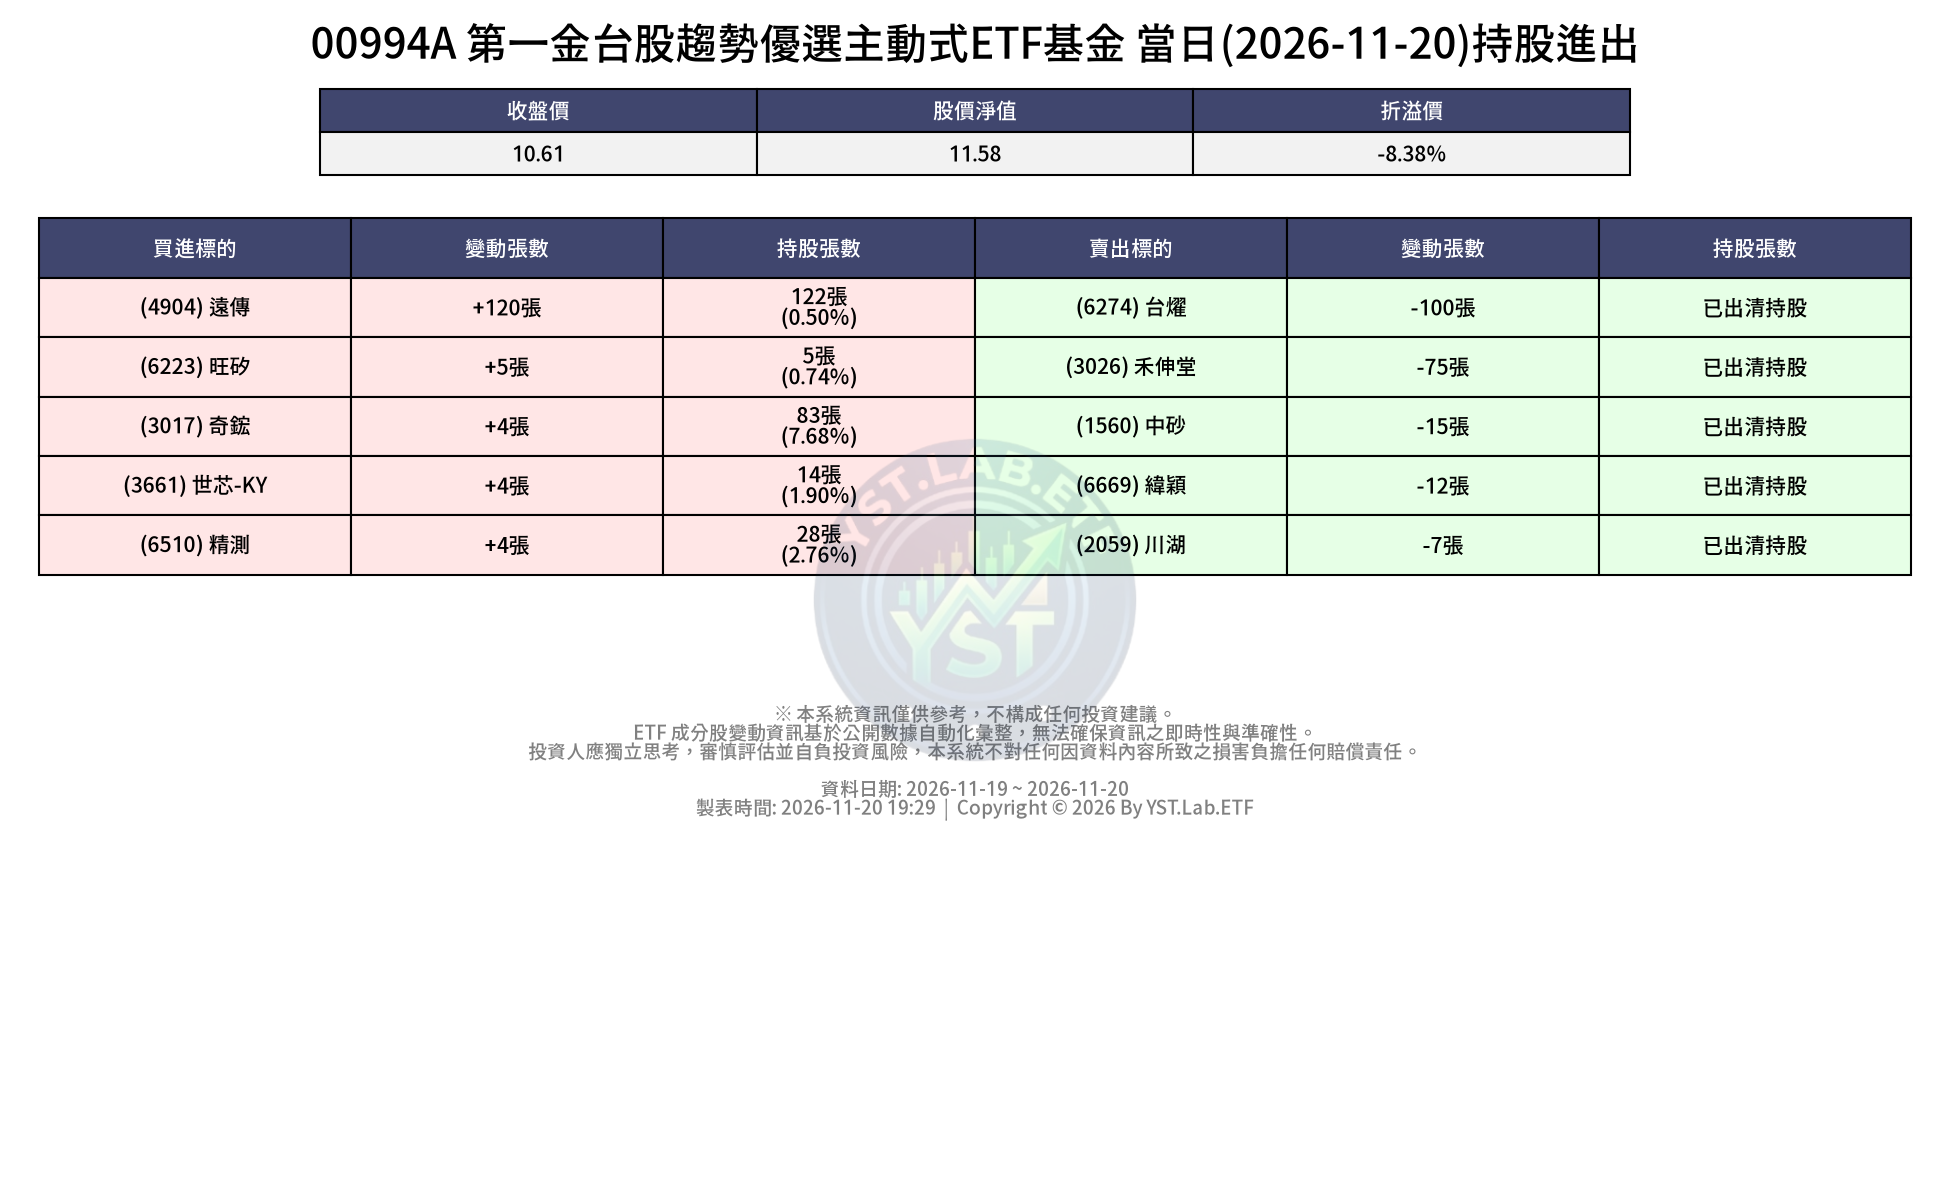 00994A 第一金台股趨勢優選主動式ETF基金 當日(2026-11-20)持股進出
收盤價 股價淨值 折溢價
10.61 11.58 -8.38%
買進標的 變動張數 持股張數 賣出標的 變動張數 持股張數
(4904) 遠傳 +120張 122張 (0.50%) (6274) 台燿 -100張 已出清持股
(6223) 旺矽 +5張 5張 (0.74%) (3026) 禾伸堂 -75張 已出清持股
(3017) 奇鋐 +4張 83張 (7.68%) (1560) 中砂 -15張 已出清持股
(3661) 世芯-KY +4張 14張 (1.90%) (6669) 緯穎 -12張 已出清持股
(6510) 精測 +4張 28張 (2.76%) (2059) 川湖 -7張 已出清持股
YST.LAB.ETF
YST
※ 本系統資訊僅供參考，不構成任何投資建議。
ETF 成分股變動資訊基於公開數據自動化彙整，無法確保資訊之即時性與準確性。
投資人應獨立思考，審慎評估並自負投資風險，本系統不對任何因資料內容所致之損害負擔任何賠償責任。
資料日期: 2026-11-19 ~ 2026-11-20
製表時間: 2026-11-20 19:29 │ Copyright © 2026 By YST.Lab.ETF